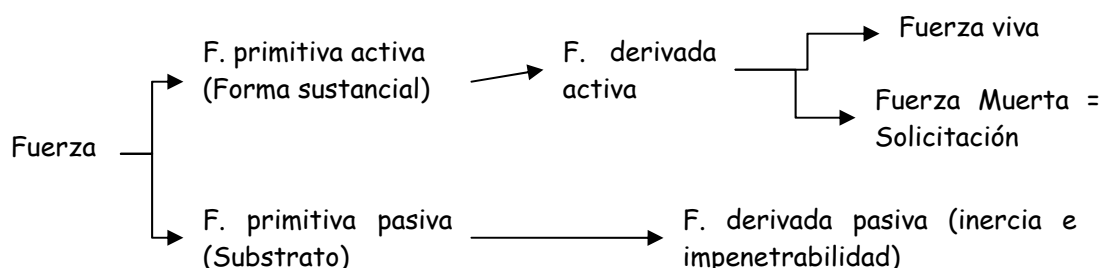 Fuerza
F. primitiva activa
(Forma sustancial)
F. derivada
activa
Fuerza viva
Fuerza Muerta =
Solicitación
F. primitiva pasiva
(Substrato)
F. derivada pasiva (inercia e
impenetrabilidad)